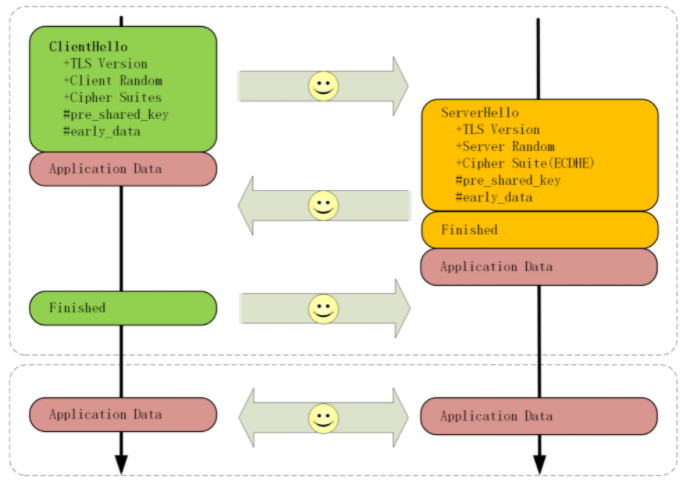 ClientHello
+TLS Version
+Client Random
+Cipher Suites
#pre_shared_key
#early_data
Application Data
ServerHello
+TLS Version
+Server Random
+Cipher Suite(ECDHE)
#pre_shared_key
#early_data
Finished
Application Data
Finished
Application Data
Application Data